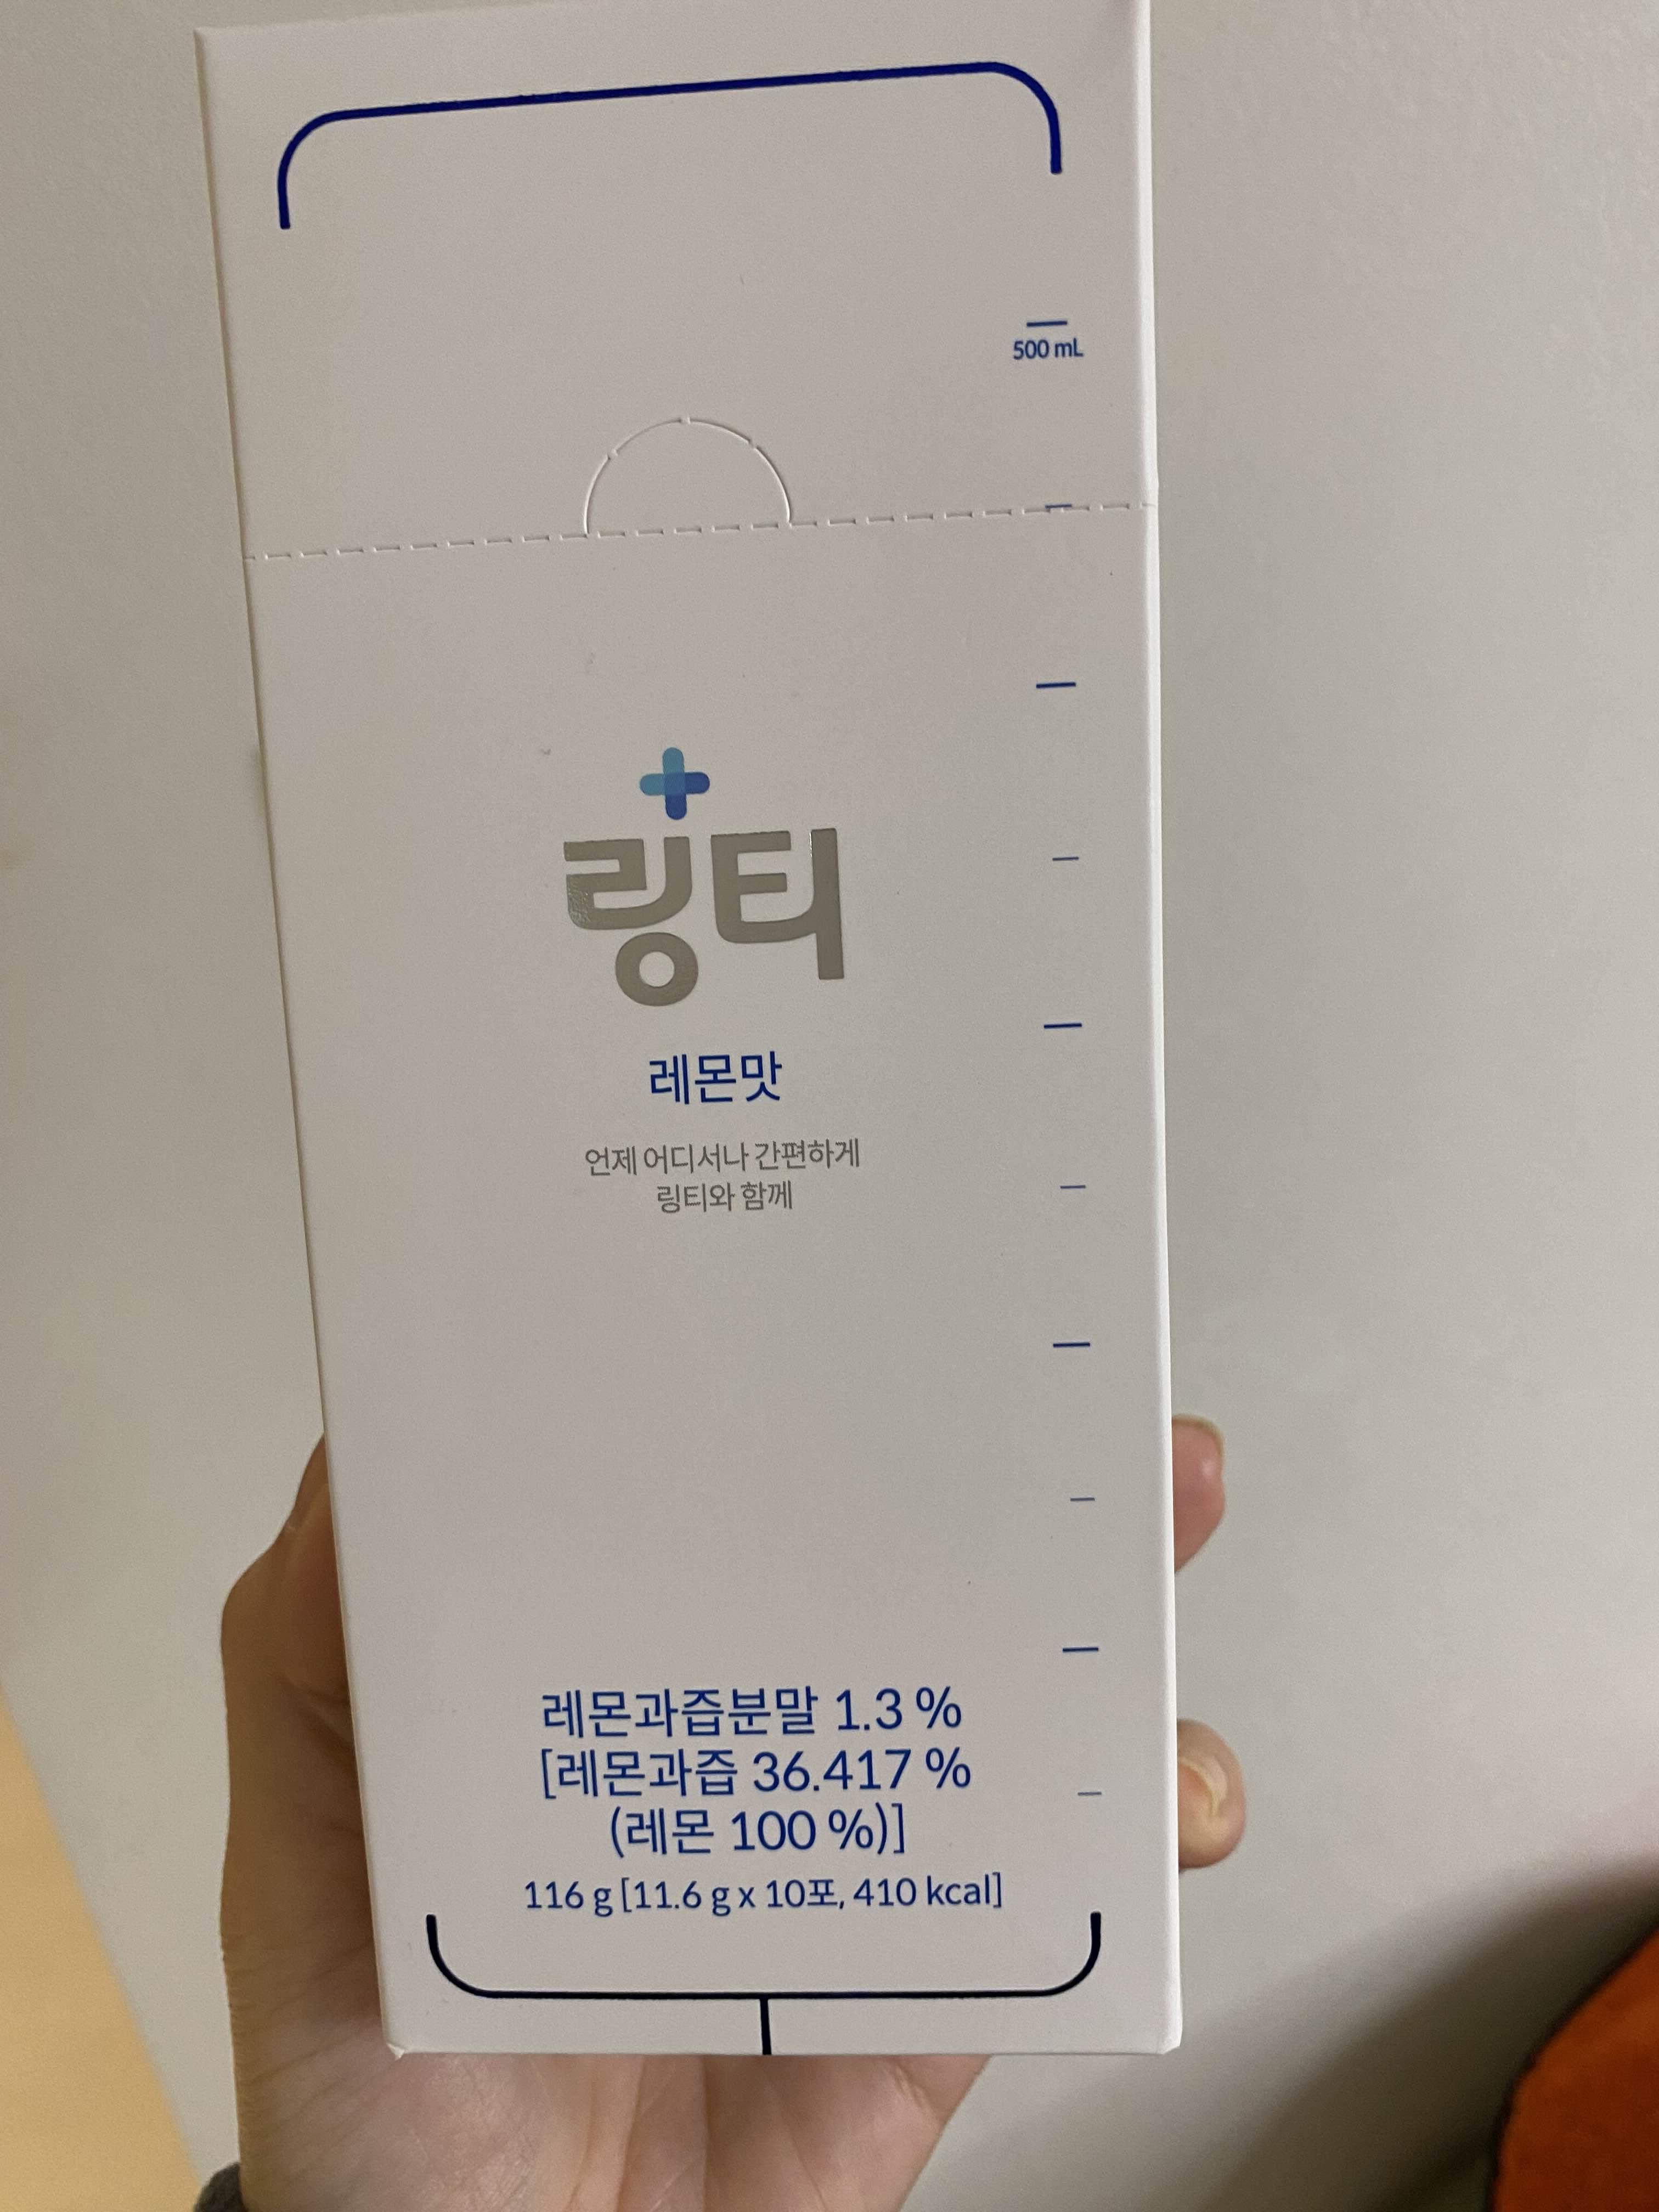 500 mL
링티
레몬맛
언제 어디서나 간편하게
링티와 함께
레몬과즙분말 1.3 %
[레몬과즙 36.417 %
(레몬 100 %)]
116 g [11.6 g x 10포, 410 kcal]